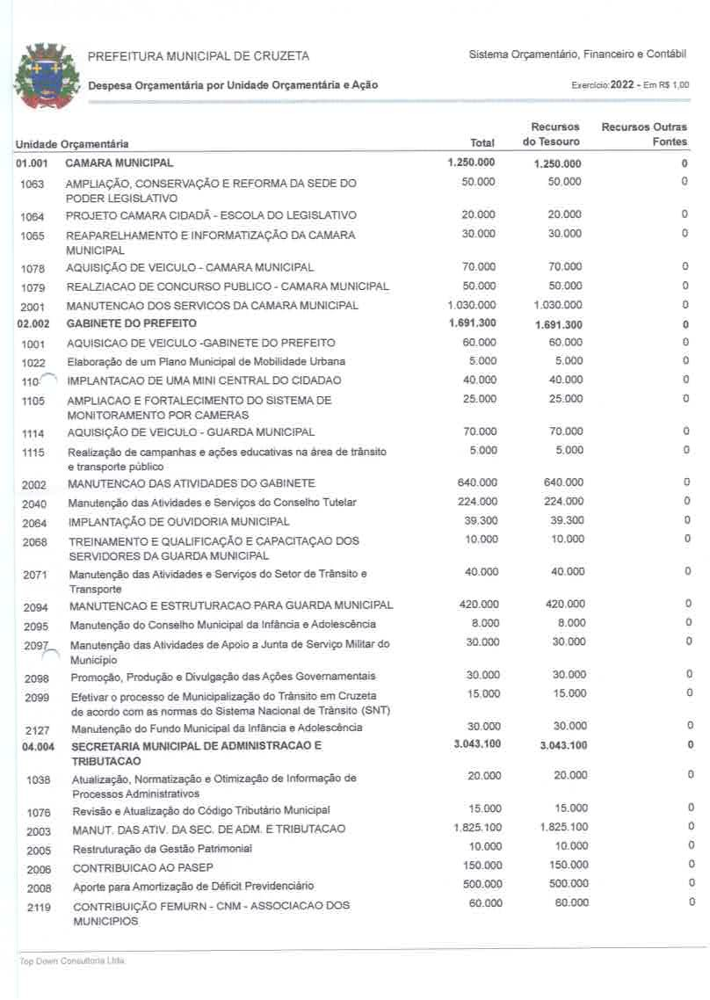 PREFEITURA MUNICIPAL DE CRUZETA
Sistema Orçamentário, Financeiro e Contábil
Despesa Orçamentária por Unidade Orçamentária e Ação
Exercício: 2022 - Em R$ 1,00
Unidade Orçamentária Total Recursos do Tesouro Recursos Outras Fontes
01.001 CAMARA MUNICIPAL 1.250.000 1.250.000 0
1063 AMPLIAÇÃO, CONSERVAÇÃO E REFORMA DA SEDE DO 50.000 50.000 0
PODER LEGISLATIVO
1064 PROJETO CAMARA CIDADÃ - ESCOLA DO LEGISLATIVO 20.000 20.000 0
1065 REAPARELHAMENTO E INFORMATIZAÇÃO DA CAMARA 30.000 30.000 0
MUNICIPAL
1078 AQUISIÇÃO DE VEICULO - CAMARA MUNICIPAL 70.000 70.000 0
1079 REALZIACAO DE CONCURSO PUBLICO - CAMARA MUNICIPAL 50.000 50.000 0
2001 MANUTENCAO DOS SERVICOS DA CAMARA MUNICIPAL 1.030.000 1.030.000 0
02.002 GABINETE DO PREFEITO 1.691.300 1.691.300 0
1001 AQUISICAO DE VEICULO -GABINETE DO PREFEITO 60.000 60.000 0
1022 Elaboração de um Plano Municipal de Mobilidade Urbana 5.000 5.000 0
110 IMPLANTACAO DE UMA MINI CENTRAL DO CIDADAO 40.000 40.000 0
1105 AMPLIACAO E FORTALECIMENTO DO SISTEMA DE 25.000 25.000 0
MONITORAMENTO POR CAMERAS
1114 AQUISIÇÃO DE VEICULO - GUARDA MUNICIPAL 70.000 70.000 0
1115 Realização de campanhas e ações educativas na área de trânsito 5.000 5.000 0
e transporte público
2002 MANUTENCAO DAS ATIVIDADES DO GABINETE 640.000 640.000 0
2040 Manutenção das Atividades e Serviços do Conselho Tutelar 224.000 224.000 0
2064 IMPLANTAÇÃO DE OUVIDORIA MUNICIPAL 39.300 39.300 0
2068 TREINAMENTO E QUALIFICAÇÃO E CAPACITAÇAO DOS 10.000 10.000 0
SERVIDORES DA GUARDA MUNICIPAL
2071 Manutenção das Atividades e Serviços do Setor de Trânsito e 40.000 40.000 0
Transporte
2094 MANUTENCAO E ESTRUTURACAO PARA GUARDA MUNICIPAL 420.000 420.000 0
2095 Manutenção do Conselho Municipal da Infância e Adolescência 8.000 8.000 0
2097 Manutenção das Atividades de Apoio a Junta de Serviço Militar do 30.000 30.000 0
Município
2098 Promoção, Produção e Divulgação das Ações Governamentais 30.000 30.000 0
2099 Efetivar o processo de Municipalização do Trânsito em Cruzeta 15.000 15.000 0
de acordo com as normas do Sistema Nacional de Trânsito (SNT)
2127 Manutenção do Fundo Municipal da Infância e Adolescência 30.000 30.000 0
04.004 SECRETARIA MUNICIPAL DE ADMINISTRACAO E 3.043.100 3.043.100 0
TRIBUTACAO
1038 Atualização, Normatização e Otimização de Informação de 20.000 20.000 0
Processos Administrativos
1076 Revisão e Atualização do Código Tributário Municipal 15.000 15.000 0
2003 MANUT. DAS ATIV. DA SEC. DE ADM. E TRIBUTACAO 1.825.100 1.825.100 0
2005 Restruturação da Gestão Patrimonial 10.000 10.000 0
2006 CONTRIBUICAO AO PASEP 150.000 150.000 0
2008 Aporte para Amortização de Déficit Previdenciário 500.000 500.000 0
2119 CONTRIBUIÇÃO FEMURN - CNM - ASSOCIACAO DOS 60.000 60.000 0
MUNICIPIOS
Top Down Consultoria Ltda.